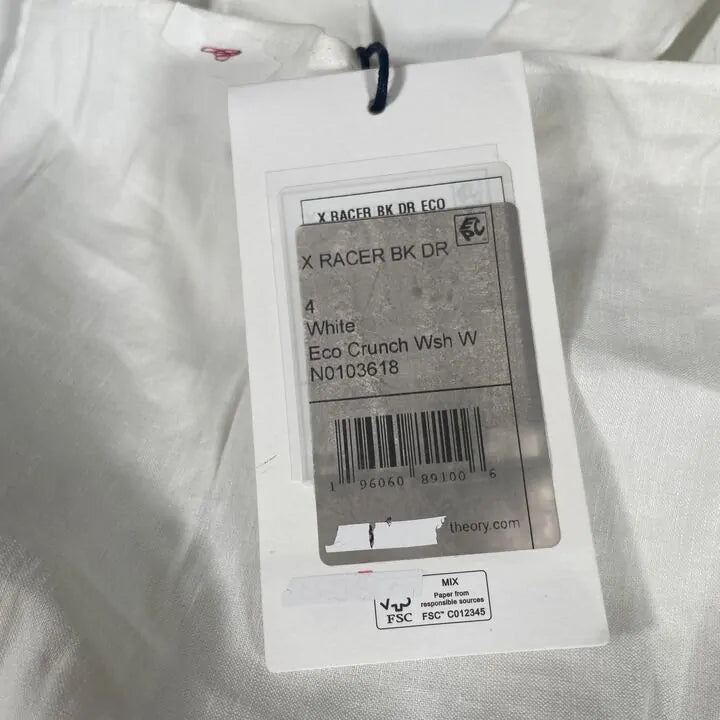 X RACER BK DR ECO
EPC
X RACER BK DR
4
White
Eco Crunch Wsh W
N0103618
1 96060 89100 6
theory.com
MIX
Paper from
responsible sources
FSC
FSC™ C012345